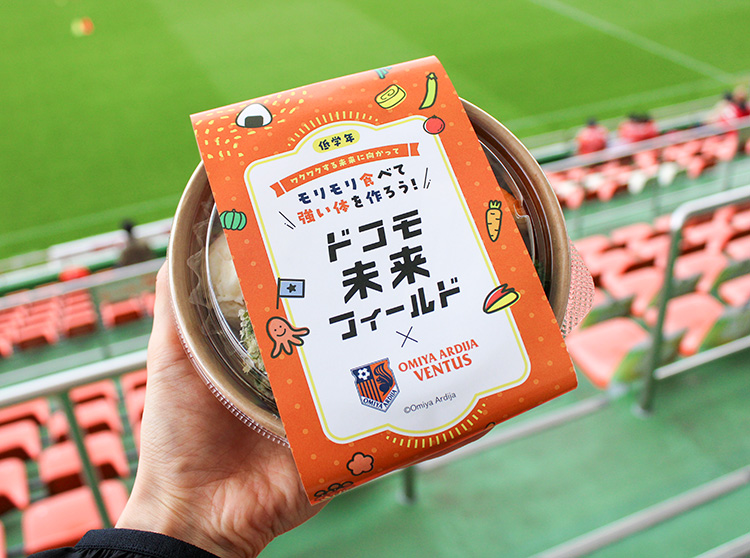 低学年
ワクワクする未来に向かって
モリモリ食べて
強い体を作ろう!
ドコモ
未来
フィールド
×
OMIYA ARDIJA
OMIYA ARDIJA
VENTUS
©Omiya Ardija